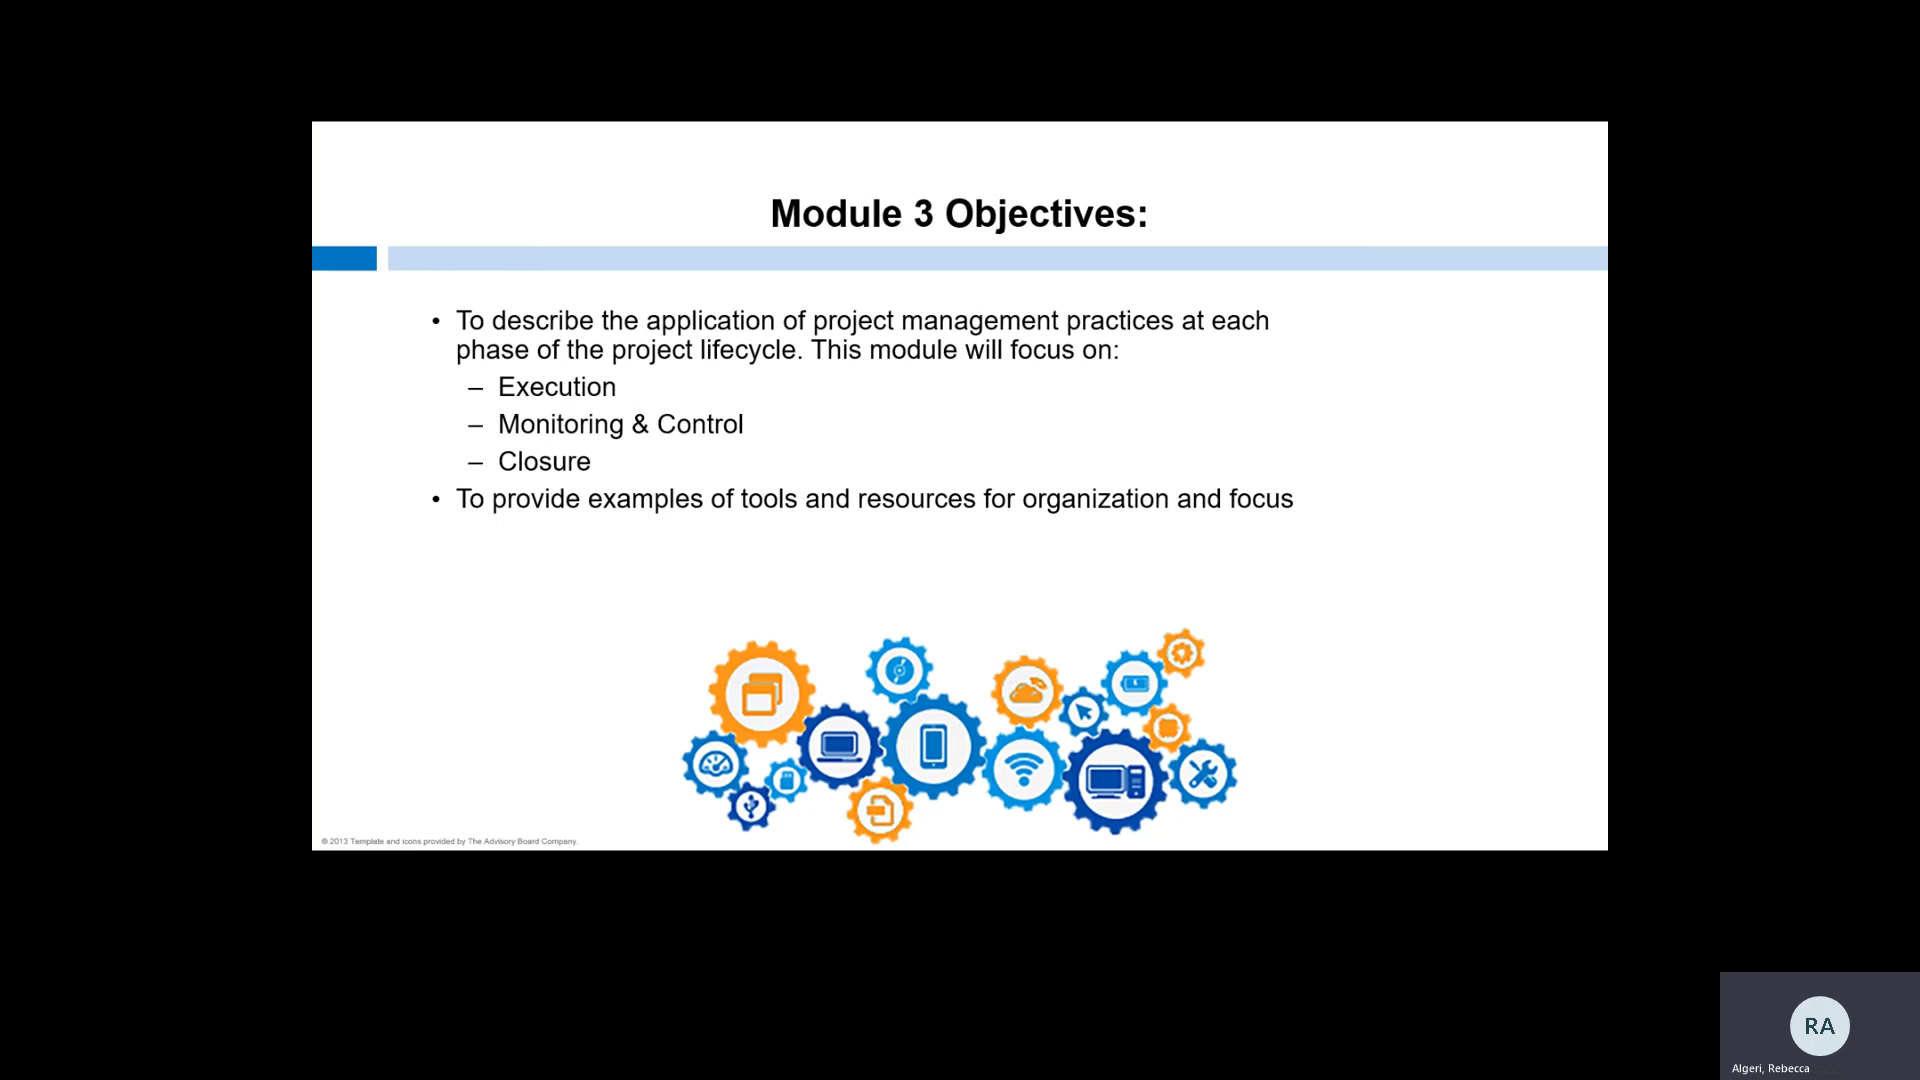 Module 3 Objectives:
• To describe the application of project management practices at each
phase of the project lifecycle. This module will focus on:
– Execution
– Monitoring & Control
– Closure
• To provide examples of tools and resources for organization and focus
© 2013 Template and icons provided by The Advisory Board Company.
RA
Algeri, Rebecca